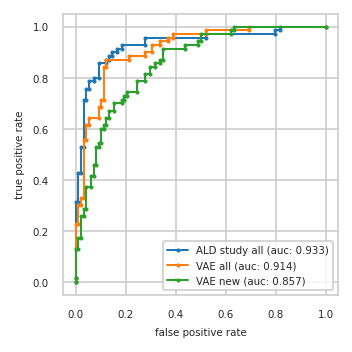 1.0
0.8
0.6
0.4
0.2
0.0
true positive rate
ALD study all (auc: 0.933)
VAE all (auc: 0.914)
VAE new (auc: 0.857)
0.0 0.2 0.4 0.6 0.8 1.0
false positive rate